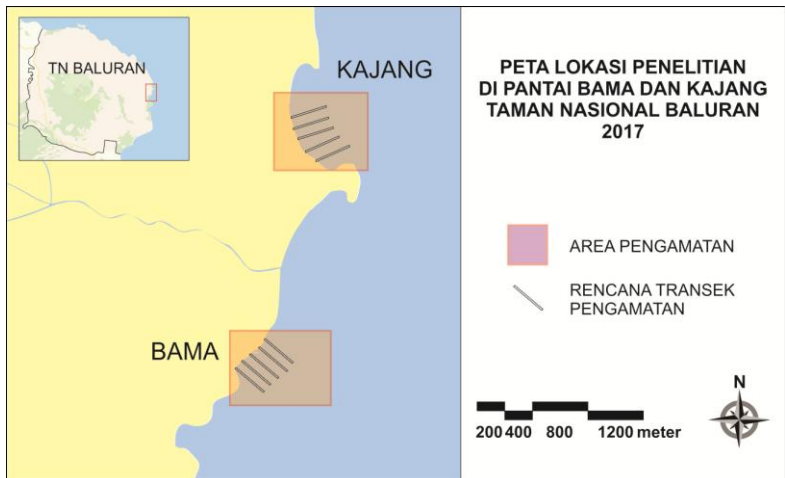 TN BALURAN
KAJANG
BAMA
PETA LOKASI PENELITIAN
DI PANTAI BAMA DAN KAJANG
TAMAN NASIONAL BALURAN
2017
AREA PENGAMATAN
RENCANA TRANSEK
PENGAMATAN
N
200 400 800 1200 meter